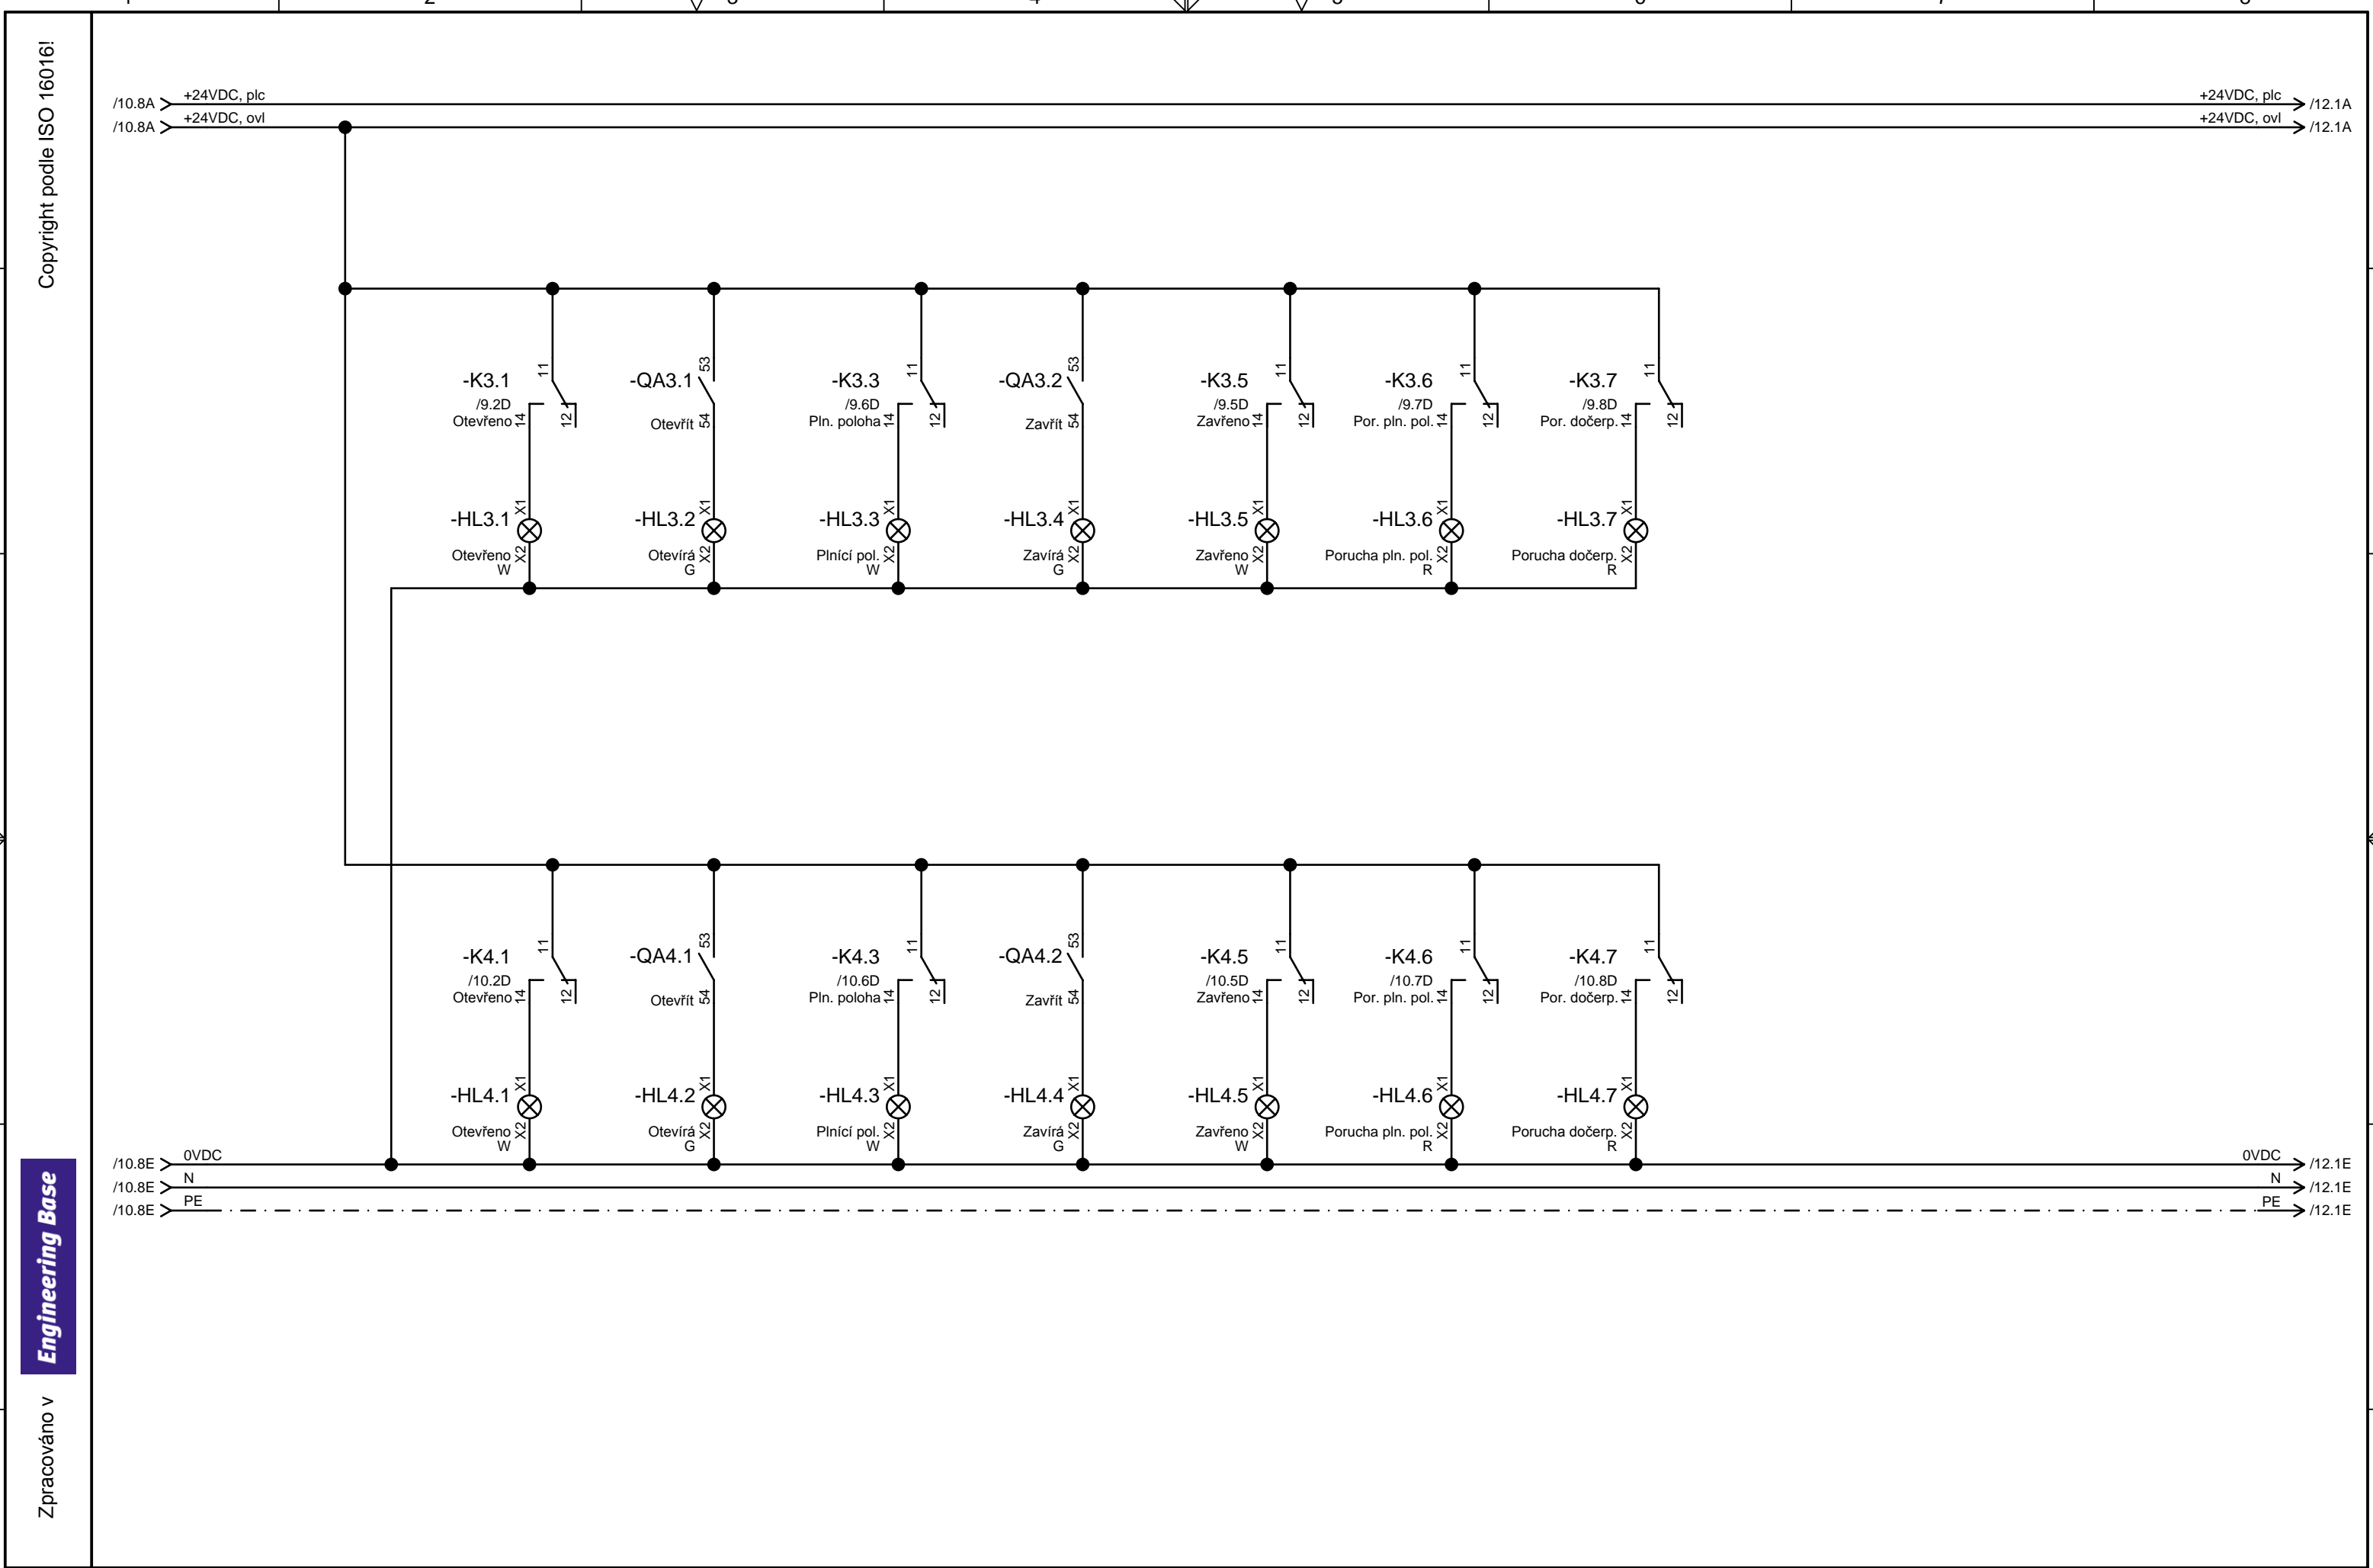 2
4
7
Copyright podle ISO 16016!
/10.8A +24VDC, plc +24VDC, plc /12.1A
/10.8A +24VDC, ovl +24VDC, ovl /12.1A
11 53 11 53 11 11 11
-K3.1 -QA3.1 -K3.3 -QA3.2 -K3.5 -K3.6 -K3.7
/9.2D /9.6D /9.5D /9.7D /9.8D
Otevřeno 14 12 Otevřít 54 Pln. poloha 14 12 Zavřít 54 Zavřeno 14 12 Por. pln. pol. 14 12 Por. dočerp. 14 12
X1 X1 X1 X1 X1 X1 X1
-HL3.1 -HL3.2 -HL3.3 -HL3.4 -HL3.5 -HL3.6 -HL3.7
Otevřeno X2 Otevírá X2 Plnící pol. X2 Zavírá X2 Zavřeno X2 Porucha pln. pol. X2 Porucha dočerp. X2
W G W G W R R
11 53 11 53 11 11 11
-K4.1 -QA4.1 -K4.3 -QA4.2 -K4.5 -K4.6 -K4.7
/10.2D /10.6D /10.5D /10.7D /10.8D
Otevřeno 14 12 Otevřít 54 Pln. poloha 14 12 Zavřít 54 Zavřeno 14 12 Por. pln. pol. 14 12 Por. dočerp. 14 12
X1 X1 X1 X1 X1 X1 X1
-HL4.1 -HL4.2 -HL4.3 -HL4.4 -HL4.5 -HL4.6 -HL4.7
Otevřeno X2 Otevírá X2 Plnící pol. X2 Zavírá X2 Zavřeno X2 Porucha pln. pol. X2 Porucha dočerp. X2
W G W G W R R
/10.8E 0VDC 0VDC /12.1E
/10.8E N N /12.1E
/10.8E PE PE /12.1E
Zpracováno v Engineering Base